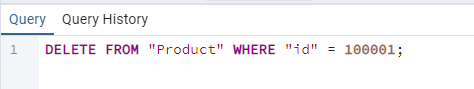 Query Query History
1 DELETE FROM "Product" WHERE "id" = 100001;